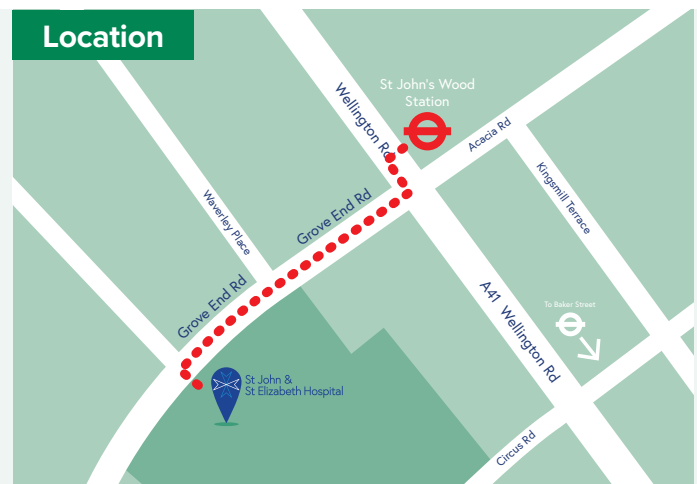 Location
St John's Wood
Station
Wellington Rd
Acacia Rd
Kingsmill Terrace
Waverley Place
Grove End Rd
Grove End Rd
A41 Wellington Rd
To Baker Street
St John &
St Elizabeth Hospital
Circus Rd